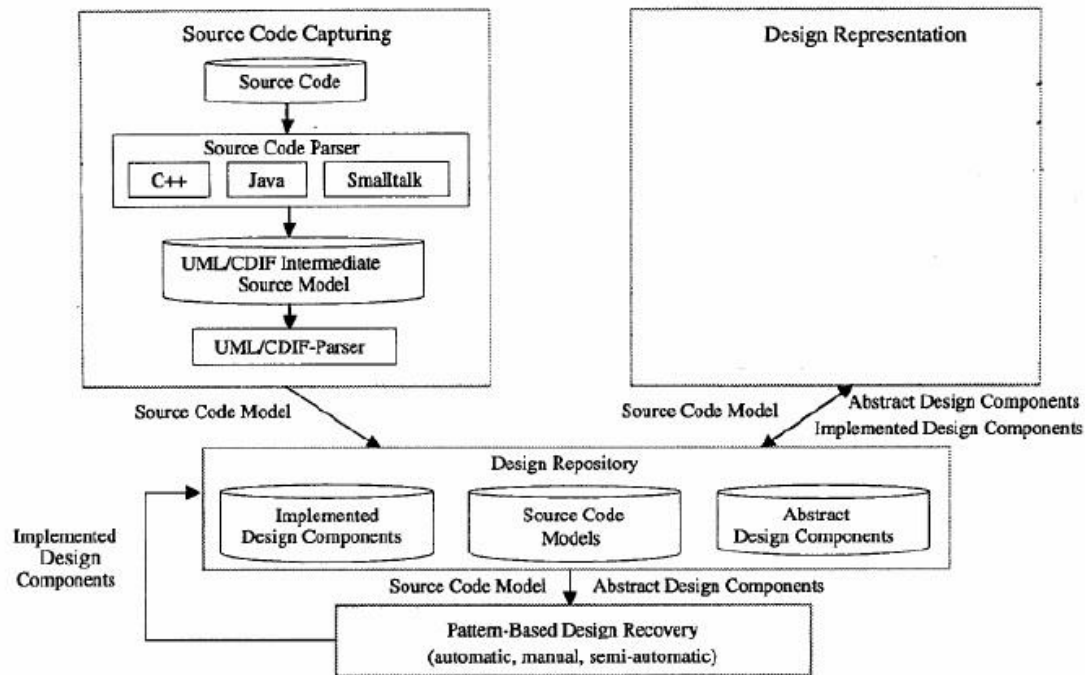 Source Code Capturing
Source Code
Source Code Parser
C++
Java
Smalltalk
UML/CDIF Intermediate
Source Model
UML/CDIF-Parser
Design Representation
Source Code Model
Source Code Model
Abstract Design Components
Implemented Design Components
Design Repository
Implemented
Design Components
Source Code
Models
Abstract
Design Components
Implemented
Design
Components
Source Code Model
Abstract Design Components
Pattern-Based Design Recovery
(automatic, manual, semi-automatic)